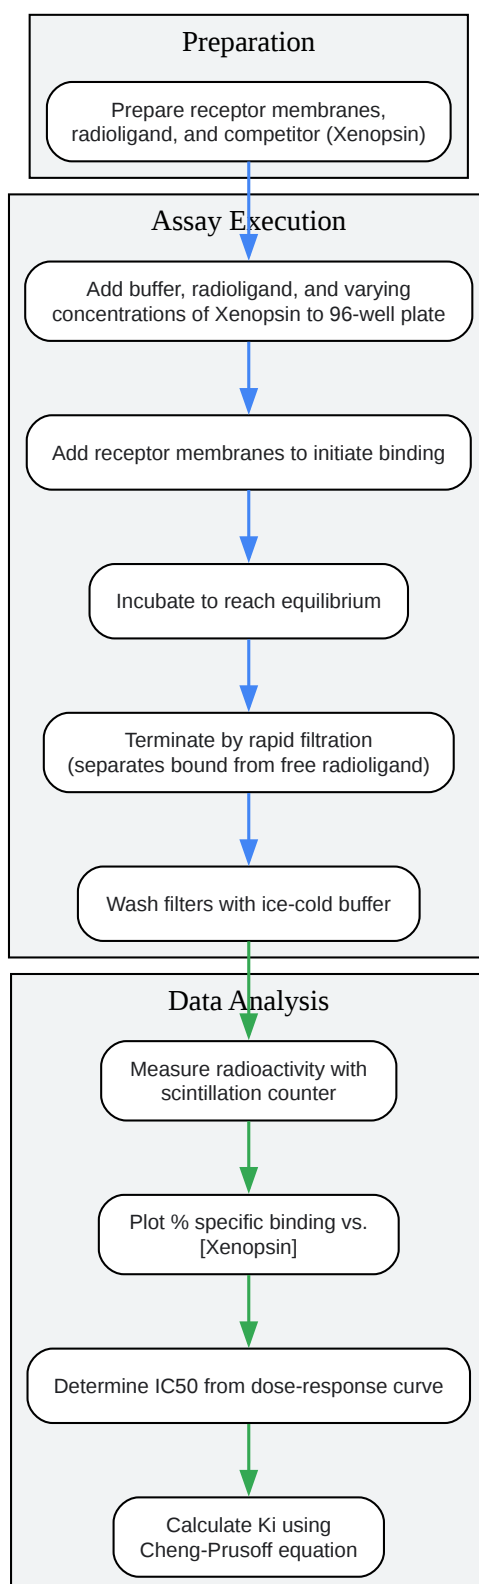 Preparation
Prepare receptor membranes,
radioligand, and competitor (Xenopsin)
Assay Execution
Add buffer, radioligand, and varying
concentrations of Xenopsin to 96-well plate
Add receptor membranes to initiate binding
Incubate to reach equilibrium
Terminate by rapid filtration
(separates bound from free radioligand)
Wash filters with ice-cold buffer
Data Analysis
Measure radioactivity with
scintillation counter
Plot % specific binding vs.
[Xenopsin]
Determine IC50 from dose-response curve
Calculate Ki using
Cheng-Prusoff equation